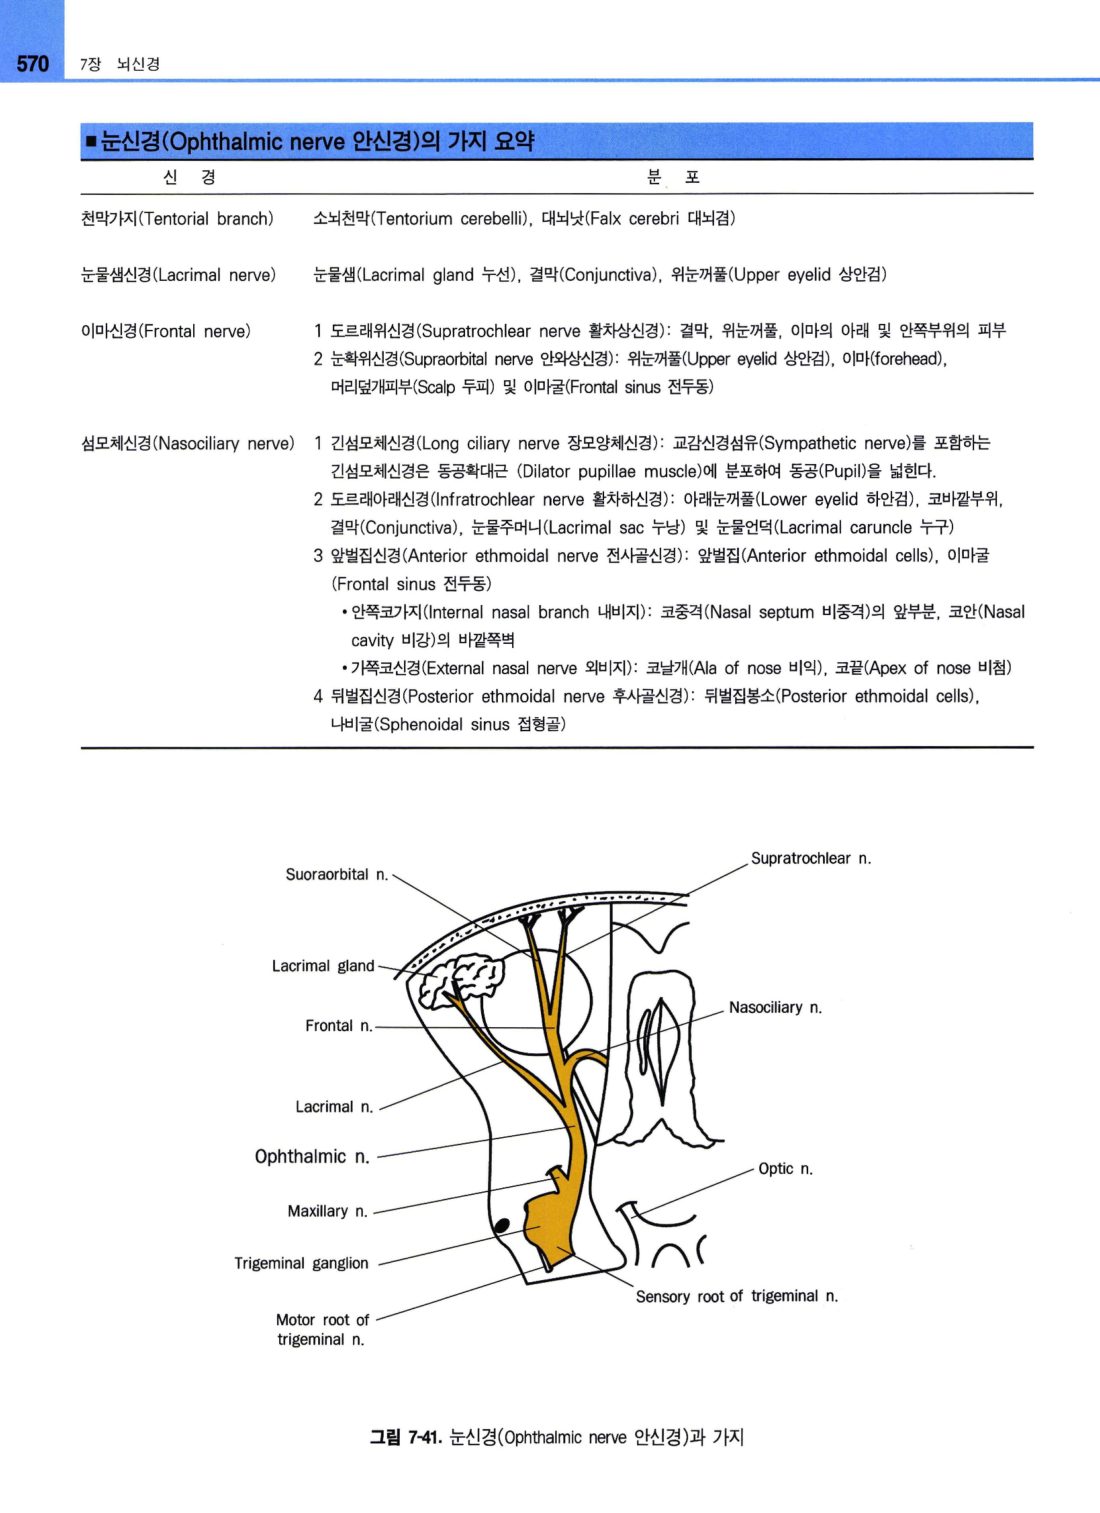 570 7장 뇌신경
■ 눈신경(Ophthalmic nerve 안신경)의 가지 요약
신 경 분 포
천막가지(Tentorial branch) 소뇌천막(Tentorium cerebelli), 대뇌낫(Falx cerebri 대뇌겸)
눈물샘신경(Lacrimal nerve) 눈물샘(Lacrimal gland 누선), 결막(Conjunctiva), 위눈꺼풀(Upper eyelid 상안검)
이마신경(Frontal nerve) 1 도르래위신경(Supratrochlear nerve 활차상신경): 결막, 위눈꺼풀, 이마의 아래 및 안쪽부위의 피부
2 눈확위신경(Supraorbital nerve 안와상신경): 위눈꺼풀(Upper eyelid 상안검), 이마(forehead),
머리덮개피부(Scalp 두피) 및 이마굴(Frontal sinus 전두동)
섬모체신경(Nasociliary nerve) 1 긴섬모체신경(Long ciliary nerve 장모양체신경): 교감신경섬유(Sympathetic nerve)를 포함하는
긴섬모체신경은 동공확대근 (Dilator pupillae muscle)에 분포하여 동공(Pupil)을 넓힌다.
2 도르래아래신경(Infratrochlear nerve 활차하신경): 아래눈꺼풀(Lower eyelid 하안검), 코바깥부위,
결막(Conjunctiva), 눈물주머니(Lacrimal sac 누낭) 및 눈물언덕(Lacrimal caruncle 누구)
3 앞벌집신경(Anterior ethmoidal nerve 전사골신경): 앞벌집(Anterior ethmoidal cells), 이마굴
(Frontal sinus 전두동)
• 안쪽코가지(Internal nasal branch 내비지): 코중격(Nasal septum 비중격)의 앞부분, 코안(Nasal
cavity 비강)의 바깥쪽벽
• 가쪽코신경(External nasal nerve 외비지): 코날개(Ala of nose 비익), 코끝(Apex of nose 비첨)
4 뒤벌집신경(Posterior ethmoidal nerve 후사골신경): 뒤벌집봉소(Posterior ethmoidal cells),
나비굴(Sphenoidal sinus 접형골)
Supratrochlear n.
Suoraorbital n.
Lacrimal gland
Nasociliary n.
Frontal n.
Lacrimal n.
Ophthalmic n.
Optic n.
Maxillary n.
Trigeminal ganglion
Sensory root of trigeminal n.
Motor root of
trigeminal n.
그림 7-41. 눈신경(Ophthalmic nerve 안신경)과 가지